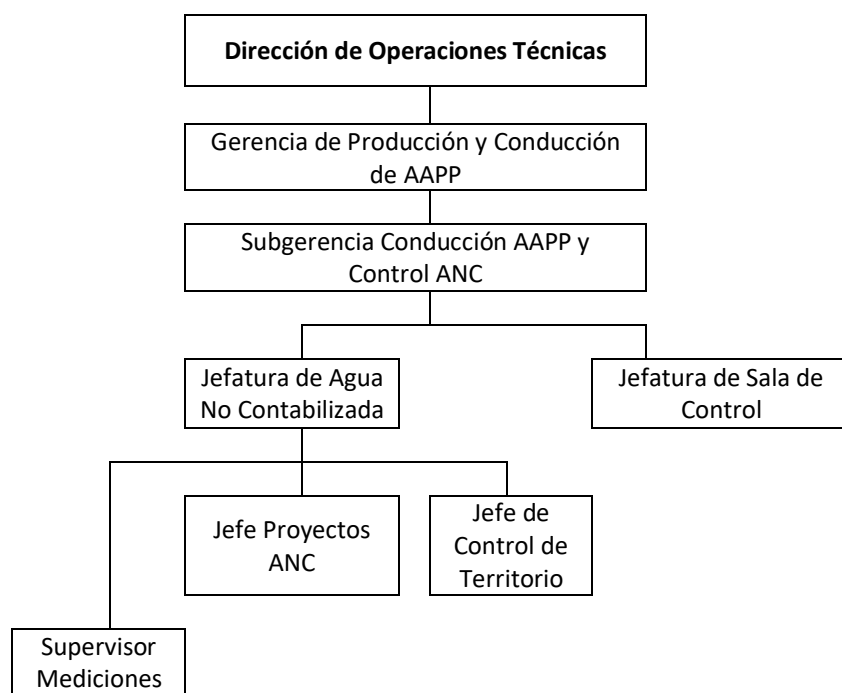 Dirección de Operaciones Técnicas
Gerencia de Producción y Conducción
de AAPP
Subgerencia Conducción AAPP y
Control ANC
Jefatura de Agua
No Contabilizada
Jefatura de Sala de
Control
Jefe Proyectos
ANC
Jefe de
Control de
Territorio
Supervisor
Mediciones